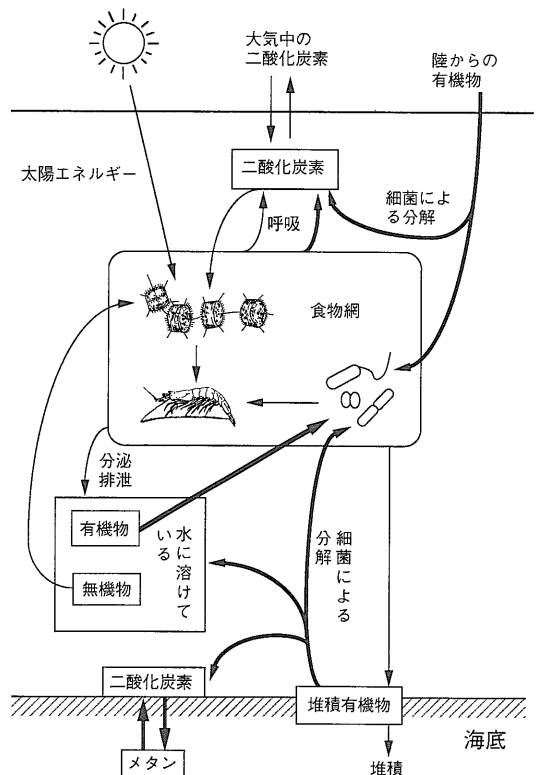 大気中の
二酸化炭素
陸からの
有機物
太陽エネルギー
二酸化炭素
細菌によ
る分解
呼吸
食物網
分泌
排泄
有機物
無機物
水に溶けて
いる
細菌による
分解
二酸化炭素
堆積有機物
海底
メタン
堆積